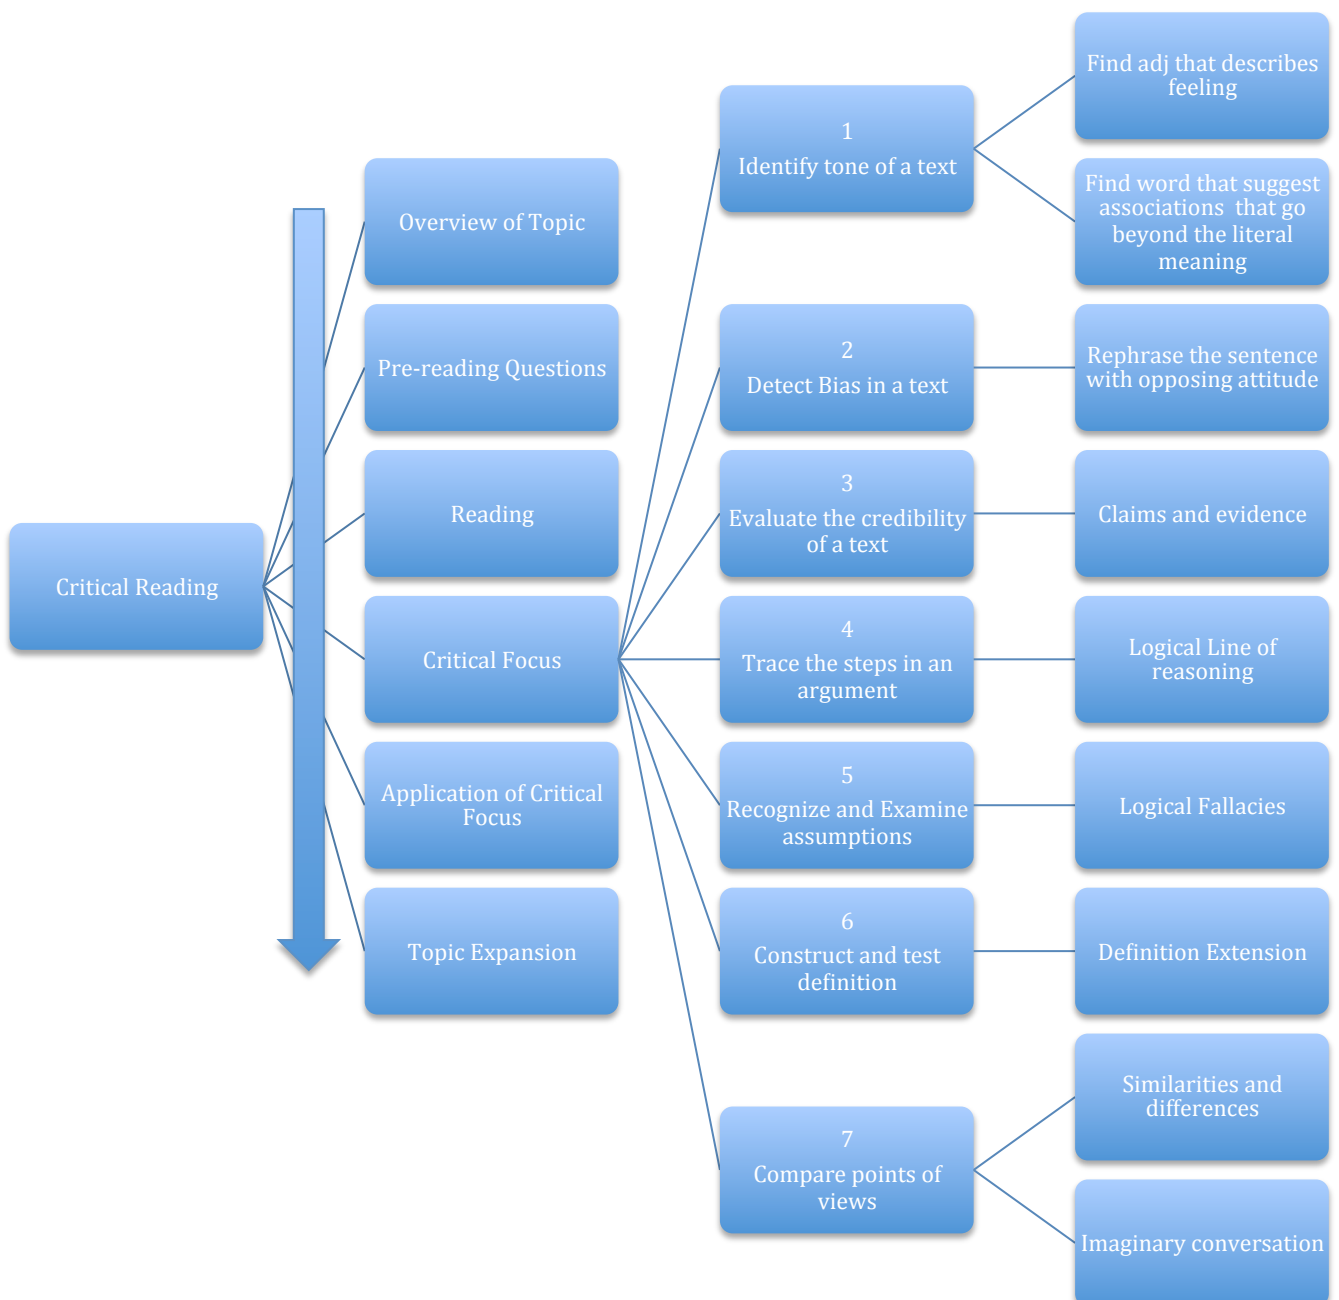 Critical Reading
Overview of Topic
Pre-reading Questions
Reading
Critical Focus
Application of Critical
Focus
Topic Expansion
1
Identify tone of a text
Find adj that describes
feeling
Find word that suggest
associations that go
beyond the literal
meaning
2
Detect Bias in a text
Rephrase the sentence
with opposing attitude
3
Evaluate the credibility
of a text
Claims and evidence
4
Trace the steps in an
argument
Logical Line of
reasoning
5
Recognize and Examine
assumptions
Logical Fallacies
6
Construct and test
definition
Definition Extension
7
Compare points of
views
Similarities and
differences
Imaginary conversation